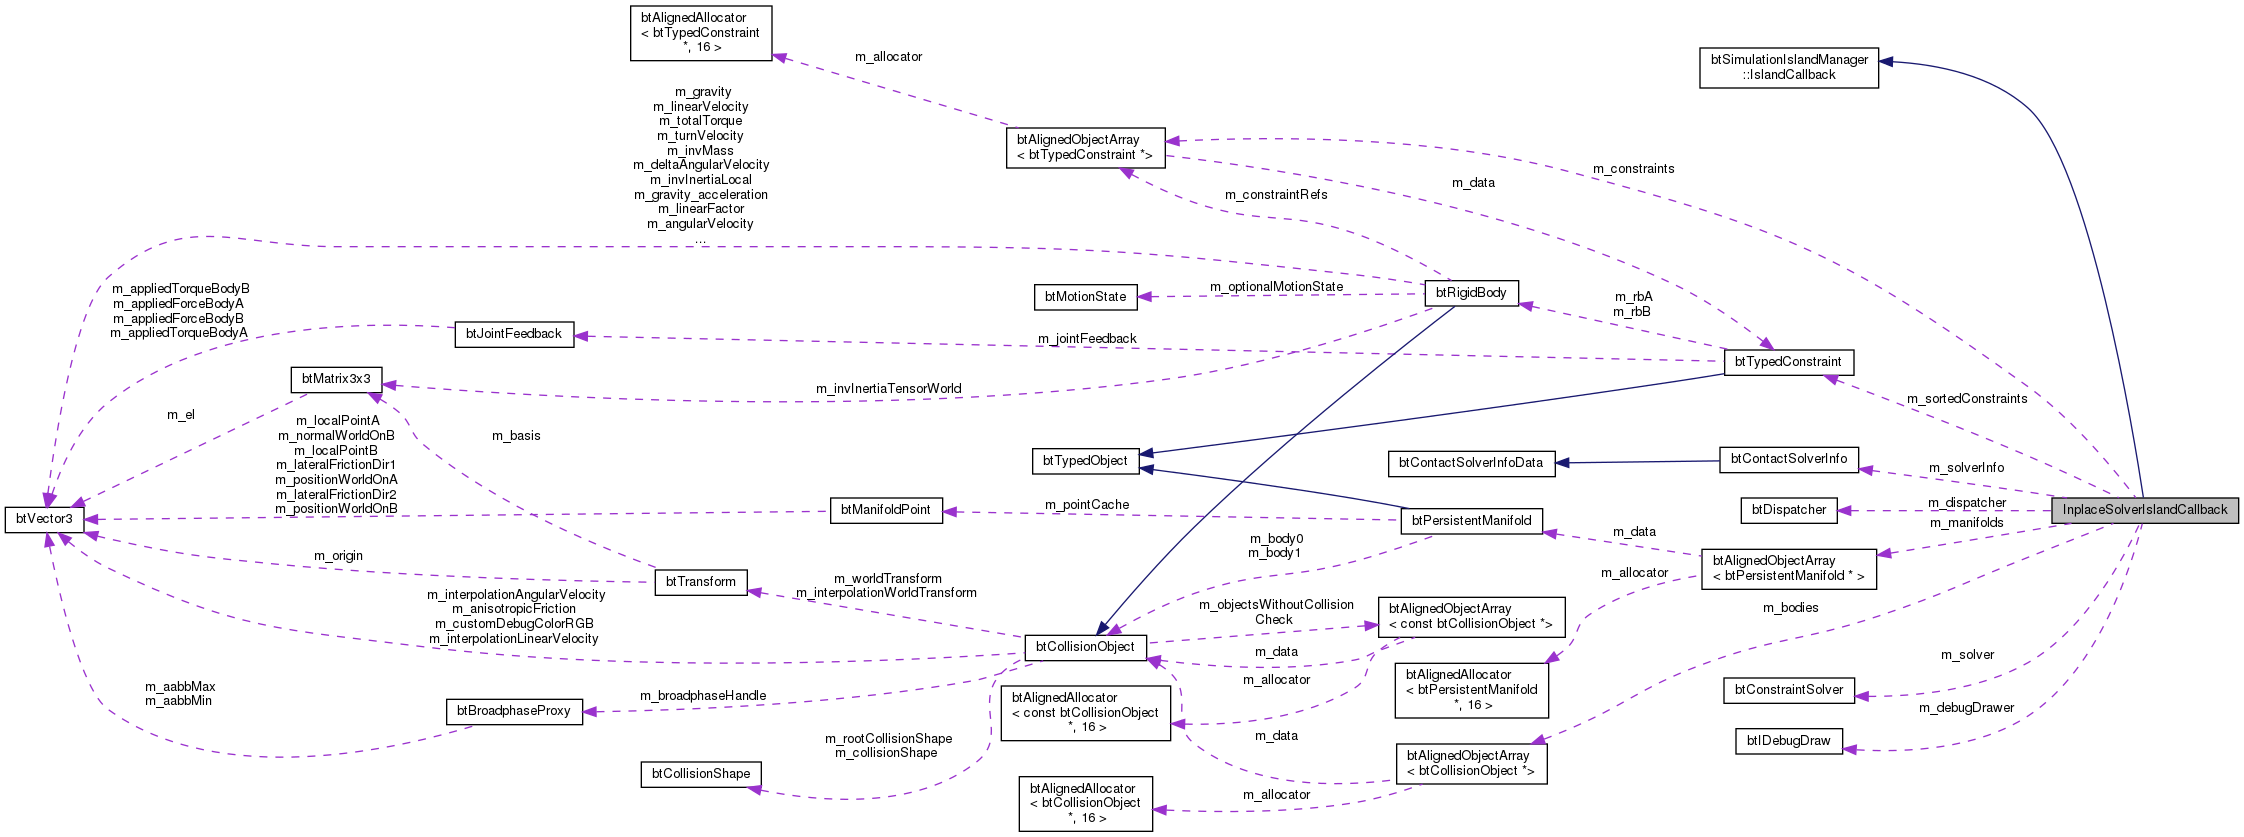 btAlignedAllocator
< btTypedConstraint
*, 16 >
m_allocator
btSimulationIslandManager
::IslandCallback
m_gravity
m_linearVelocity
m_totalTorque
m_turnVelocity
m_invMass
m_deltaAngularVelocity
m_invInertiaLocal
m_gravity_acceleration
m_linearFactor
m_angularVelocity
...
btAlignedObjectArray
< btTypedConstraint *>
m_constraints
m_data
m_constraintRefs
m_appliedTorqueBodyB
m_appliedForceBodyA
m_appliedForceBodyB
m_appliedTorqueBodyA
btMotionState
m_optionalMotionState
btRigidBody
m_rbA
m_rbB
btJointFeedback
m_jointFeedback
btTypedConstraint
btMatrix3x3
m_invInertiaTensorWorld
m_sortedConstraints
m_el
m_localPointA
m_normalWorldOnB
m_localPointB
m_lateralFrictionDir1
m_positionWorldOnA
m_lateralFrictionDir2
m_positionWorldOnB
m_basis
btTypedObject
btContactSolverInfoData
btContactSolverInfo
m_solverInfo
btVector3
btManifoldPoint
m_pointCache
btPersistentManifold
btDispatcher
m_dispatcher
InplaceSolverIslandCallback
m_manifolds
m_data
m_body0
m_body1
m_origin
btTransform
m_worldTransform
m_interpolationWorldTransform
btAlignedObjectArray
< btPersistentManifold * >
m_allocator
m_interpolationAngularVelocity
m_anisotropicFriction
m_customDebugColorRGB
m_interpolationLinearVelocity
btCollisionObject
m_objectsWithoutCollision
Check
btAlignedObjectArray
< const btCollisionObject *>
m_bodies
m_data
m_allocator
m_solver
m_aabbMax
m_aabbMin
btBroadphaseProxy
m_broadphaseHandle
btAlignedAllocator
< const btCollisionObject
*, 16 >
btAlignedAllocator
< btPersistentManifold
*, 16 >
btConstraintSolver
m_debugDrawer
m_rootCollisionShape
m_collisionShape
m_data
btIDebugDraw
btCollisionShape
btAlignedObjectArray
< btCollisionObject *>
btAlignedAllocator
< btCollisionObject
*, 16 >
m_allocator